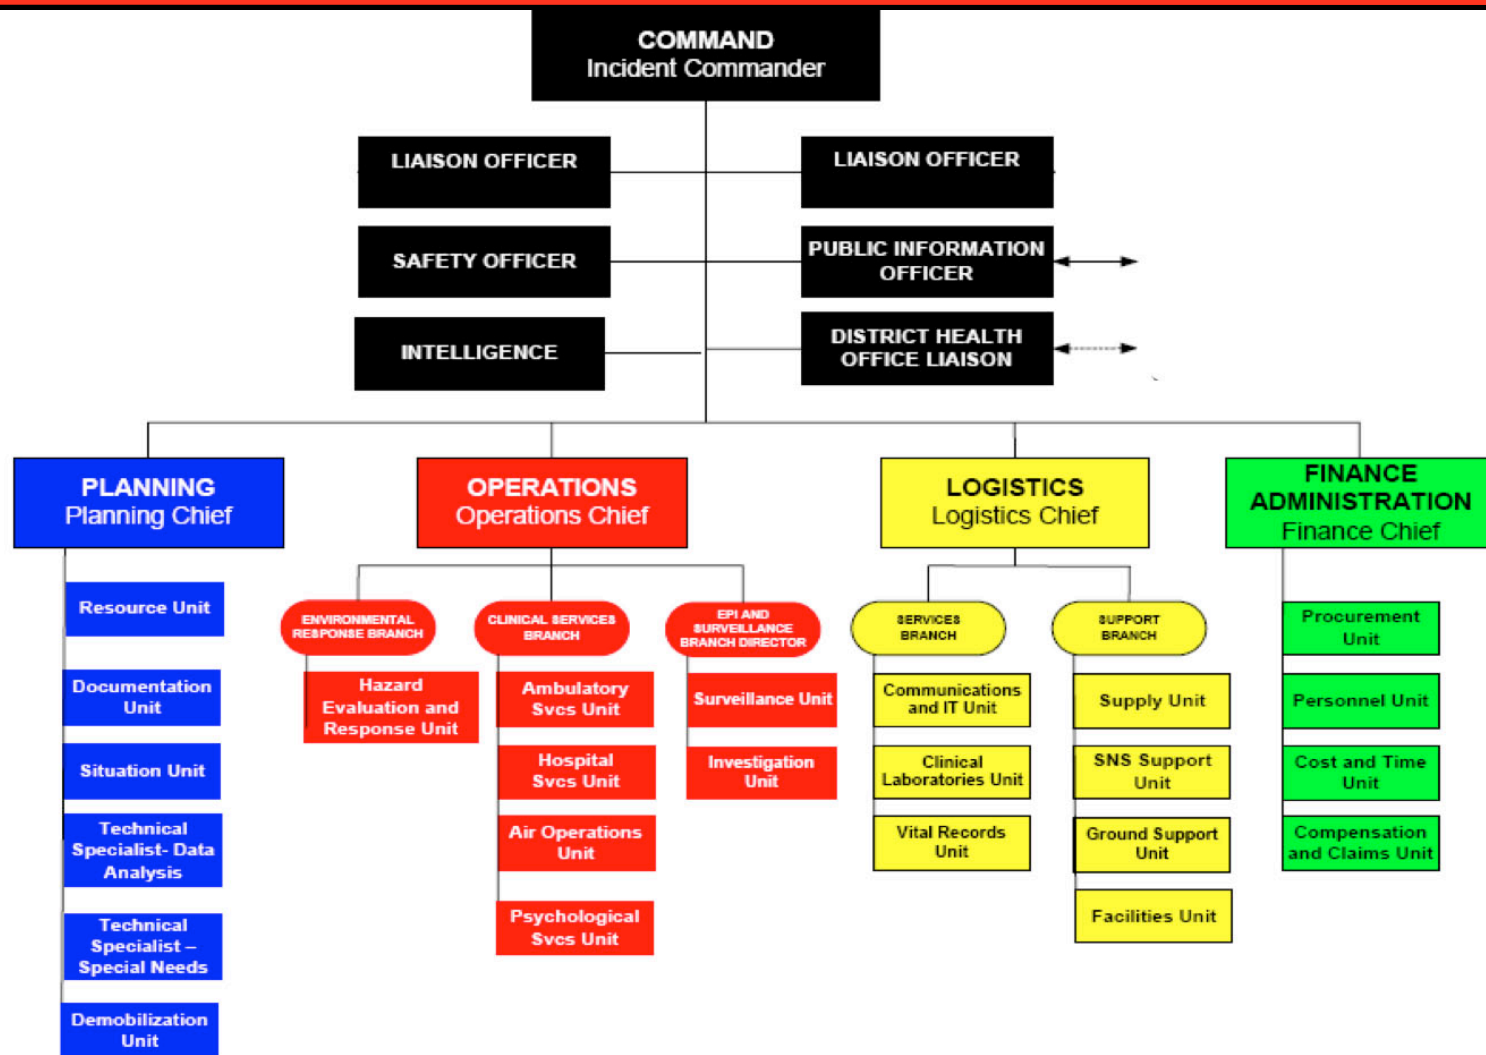 COMMAND
Incident Commander
LIAISON OFFICER
LIAISON OFFICER
SAFETY OFFICER
PUBLIC INFORMATION
OFFICER
INTELLIGENCE
DISTRICT HEALTH
OFFICE LIAISON
PLANNING
Planning Chief
Resource Unit
Documentation
Unit
Situation Unit
Technical
Specialist- Data
Analysis
Technical
Specialist –
Special Needs
Demobilization
Unit
OPERATIONS
Operations Chief
ENVIRONMENTAL
RESPONSE BRANCH
Hazard
Evaluation and
Response Unit
CLINICAL SERVICES
BRANCH
Ambulatory
Svcs Unit
Hospital
Svcs Unit
Air Operations
Unit
Psychological
Svcs Unit
EPI AND
SURVEILLANCE
BRANCH DIRECTOR
Surveillance Unit
Investigation
Unit
LOGISTICS
Logistics Chief
SERVICES
BRANCH
Communications
and IT Unit
Clinical
Laboratories Unit
Vital Records
Unit
SUPPORT
BRANCH
Supply Unit
SNS Support
Unit
Ground Support
Unit
Facilities Unit
FINANCE
ADMINISTRATION
Finance Chief
Procurement
Unit
Personnel Unit
Cost and Time
Unit
Compensation
and Claims Unit